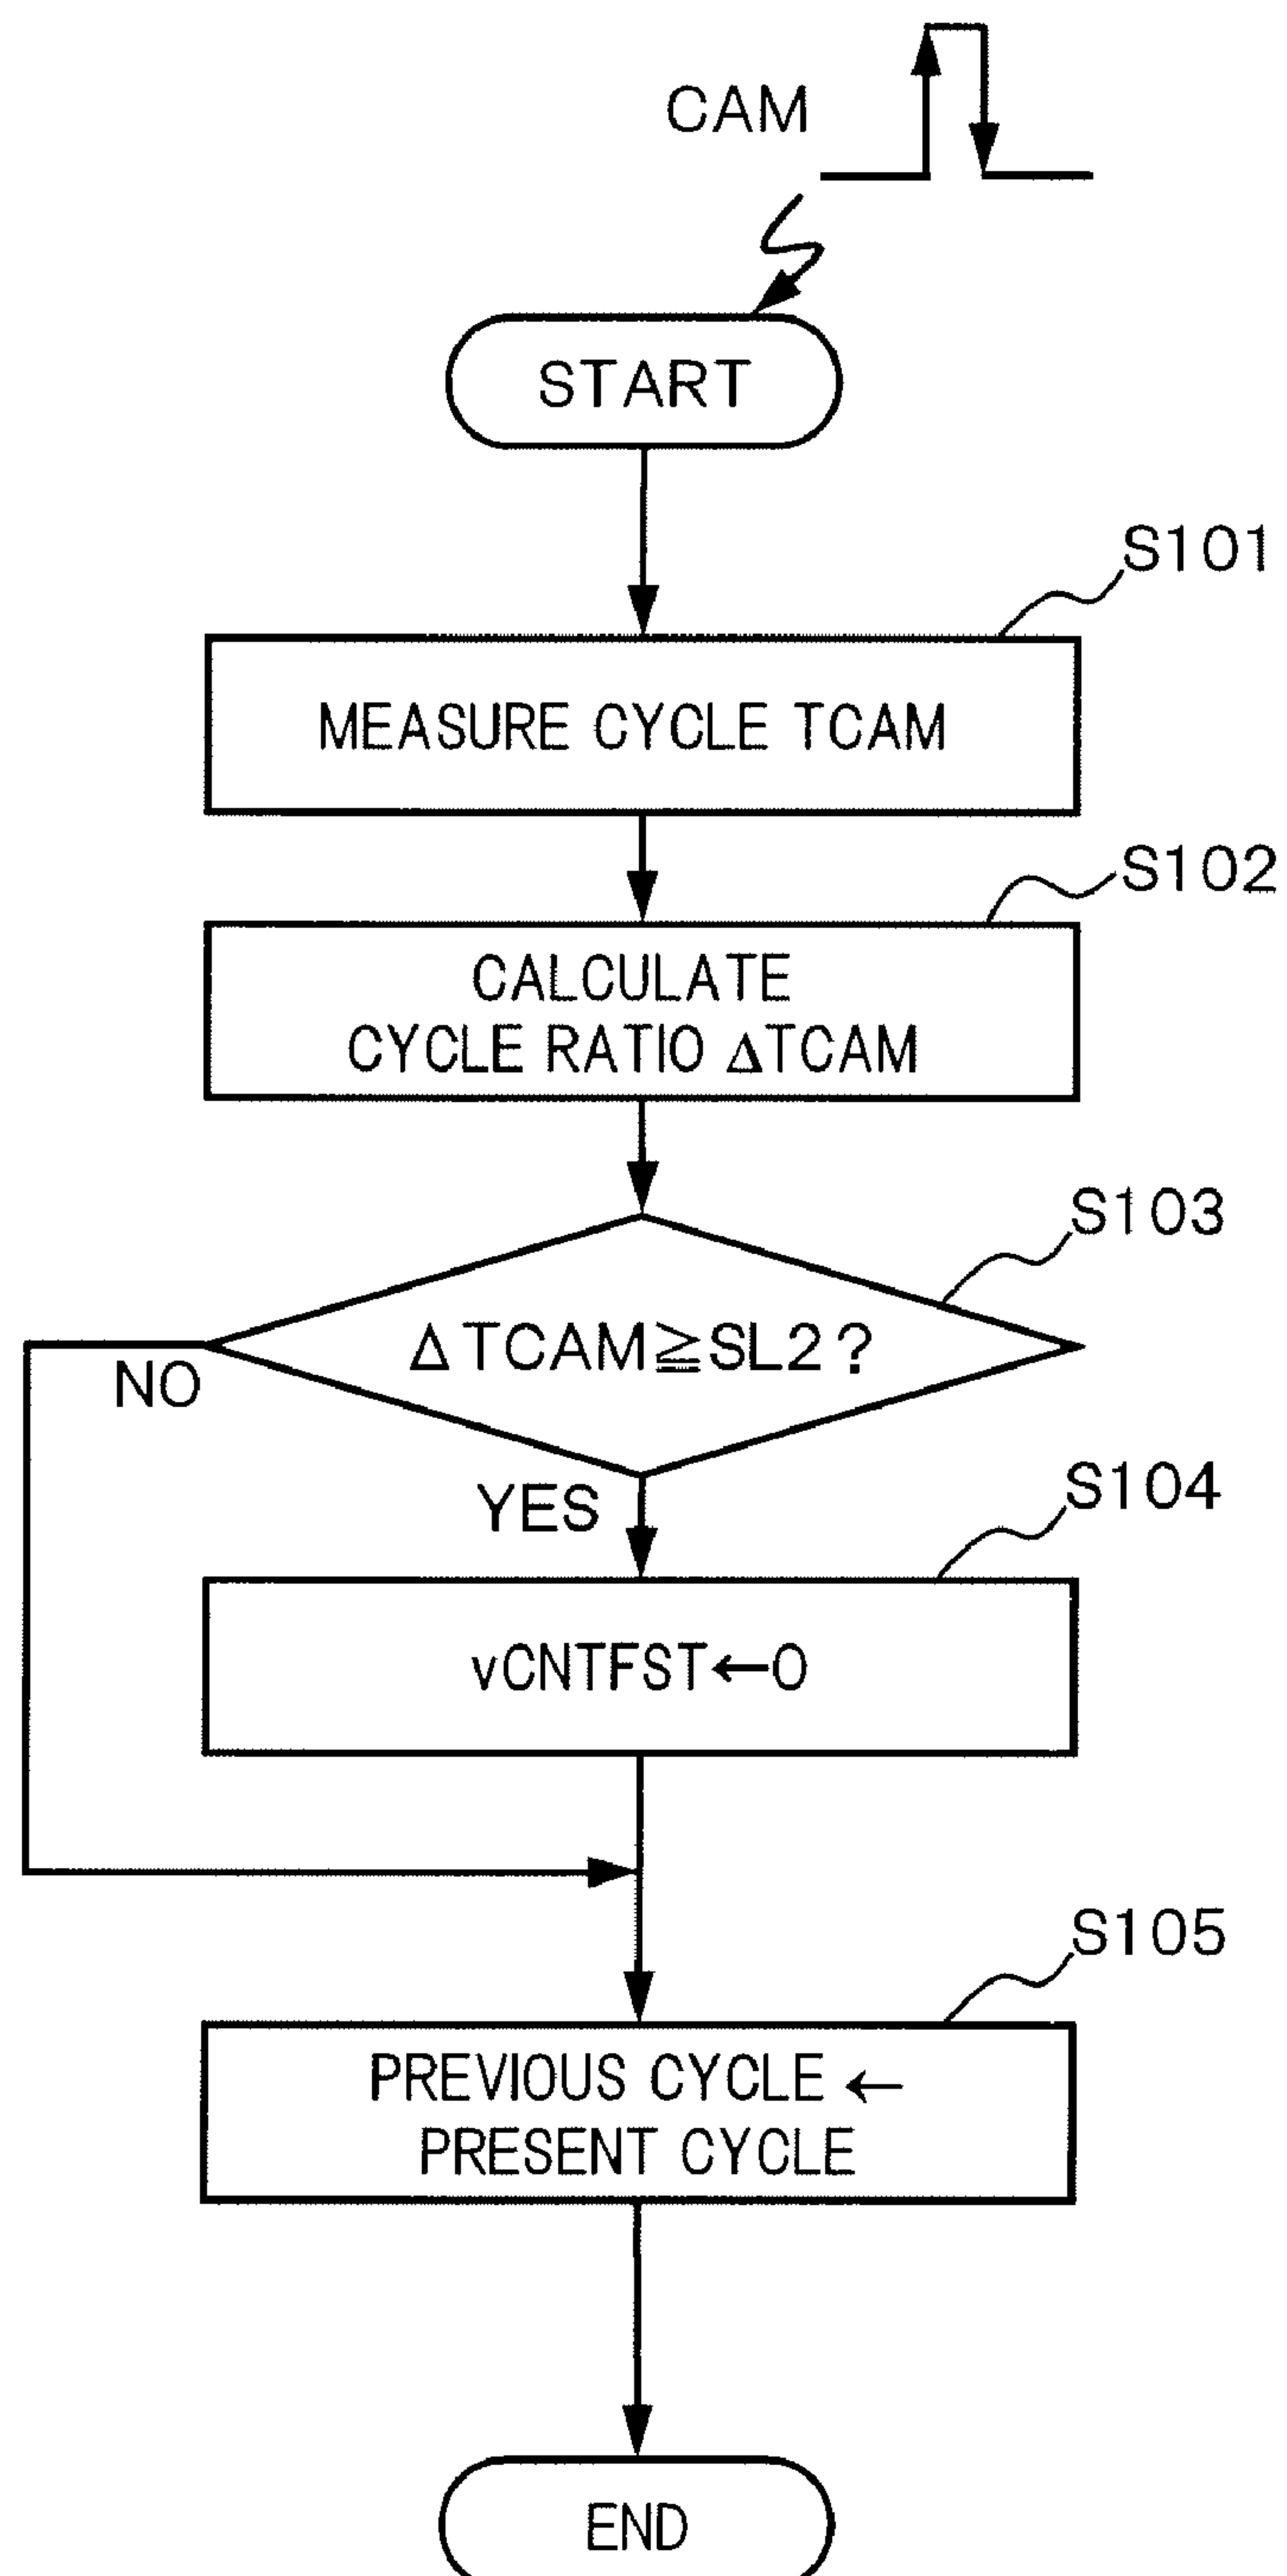 CAM
START
S101
MEASURE CYCLE TCAM
S102
CALCULATE
CYCLE RATIO ΔTCAM
S103
ΔTCAM≧SL2?
NO
YES
S104
vCNTFST←0
S105
PREVIOUS CYCLE←
PRESENT CYCLE
END